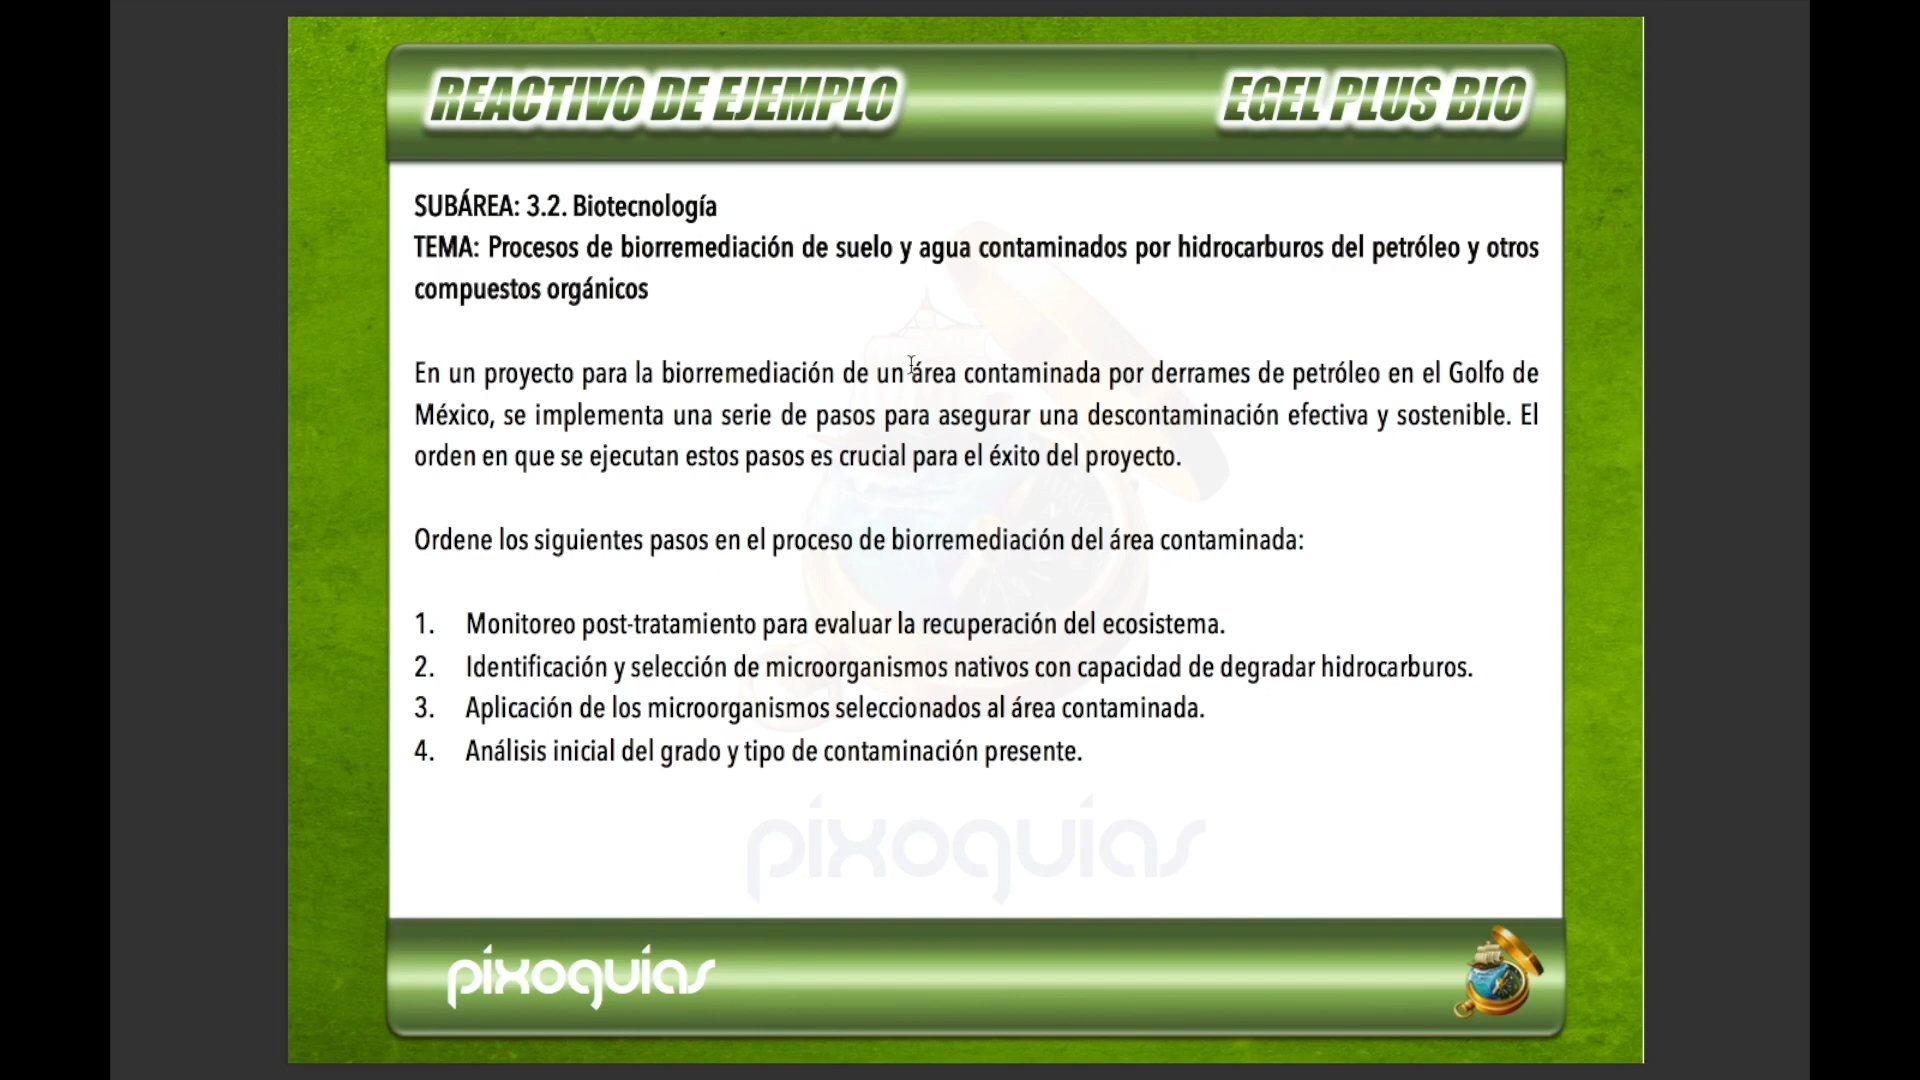 REACTIVO DE EJEMPLO
EGEL PLUS BIO
SUBÁREA: 3.2. Biotecnología
TEMA: Procesos de biorremediación de suelo y agua contaminados por hidrocarburos del petróleo y otros
compuestos orgánicos
En un proyecto para la biorremediación de un área contaminada por derrames de petróleo en el Golfo de
México, se implementa una serie de pasos para asegurar una descontaminación efectiva y sostenible. El
orden en que se ejecutan estos pasos es crucial para el éxito del proyecto.
Ordene los siguientes pasos en el proceso de biorremediación del área contaminada:
1. Monitoreo post-tratamiento para evaluar la recuperación del ecosistema.
2. Identificación y selección de microorganismos nativos con capacidad de degradar hidrocarburos.
3. Aplicación de los microorganismos seleccionados al área contaminada.
4. Análisis inicial del grado y tipo de contaminación presente.
pixoguías
pixoguías